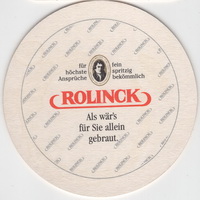 für höchste Ansprüche
fein spritzig bekömmlich
ROLINCK
Als wär's
für Sie allein
gebraut.